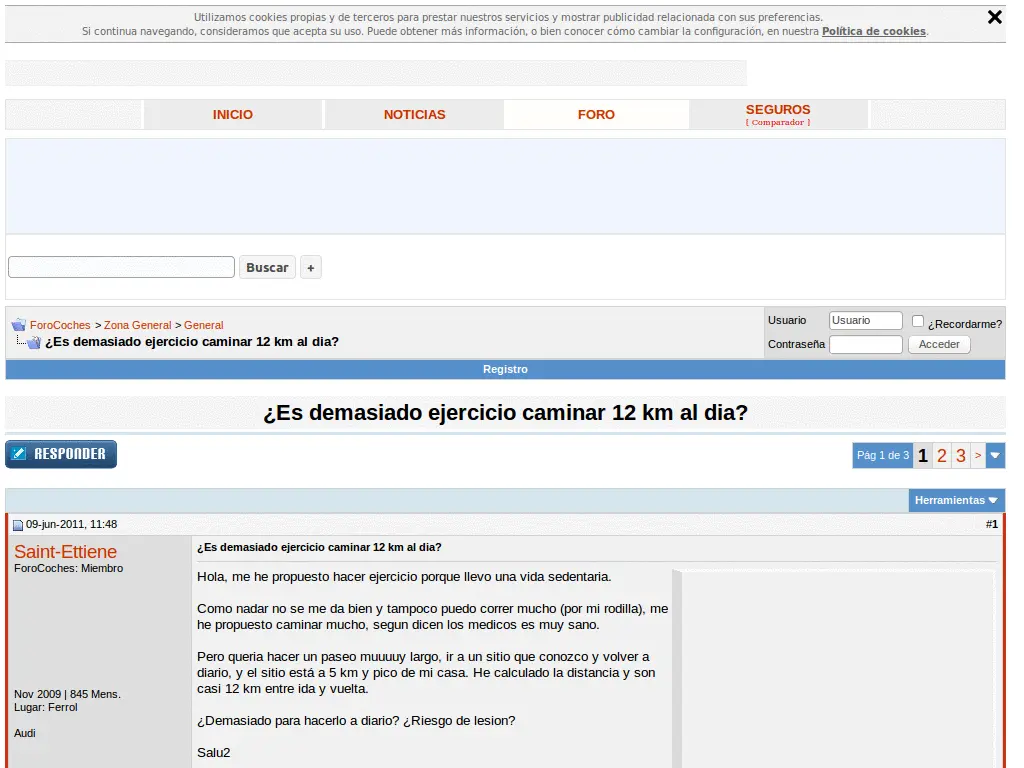 Utilizamos cookies propias y de terceros para prestar nuestros servicios y mostrar publicidad relacionada con sus preferencias.
Si continua navegando, consideramos que acepta su uso. Puede obtener más información, o bien conocer cómo cambiar la configuración, en nuestra Política de cookies.
INICIO
NOTICIAS
FORO
SEGUROS
[ Comparador ]
Buscar
+
ForoCoches > Zona General > General
¿Es demasiado ejercicio caminar 12 km al dia?
Usuario
Usuario
¿Recordarme?
Contraseña
Acceder
Registro
¿Es demasiado ejercicio caminar 12 km al dia?
RESPONDER
Pág 1 de 3 1 2 3 >
Herramientas
09-jun-2011, 11:48
#1
Saint-Ettiene
ForoCoches: Miembro
Nov 2009 | 845 Mens.
Lugar: Ferrol
Audi
¿Es demasiado ejercicio caminar 12 km al dia?
Hola, me he propuesto hacer ejercicio porque llevo una vida sedentaria.
Como nadar no se me da bien y tampoco puedo correr mucho (por mi rodilla), me
he propuesto caminar mucho, segun dicen los medicos es muy sano.
Pero queria hacer un paseo muuuuy largo, ir a un sitio que conozco y volver a
diario, y el sitio está a 5 km y pico de mi casa. He calculado la distancia y son
casi 12 km entre ida y vuelta.
¿Demasiado para hacerlo a diario? ¿Riesgo de lesion?
Salu2